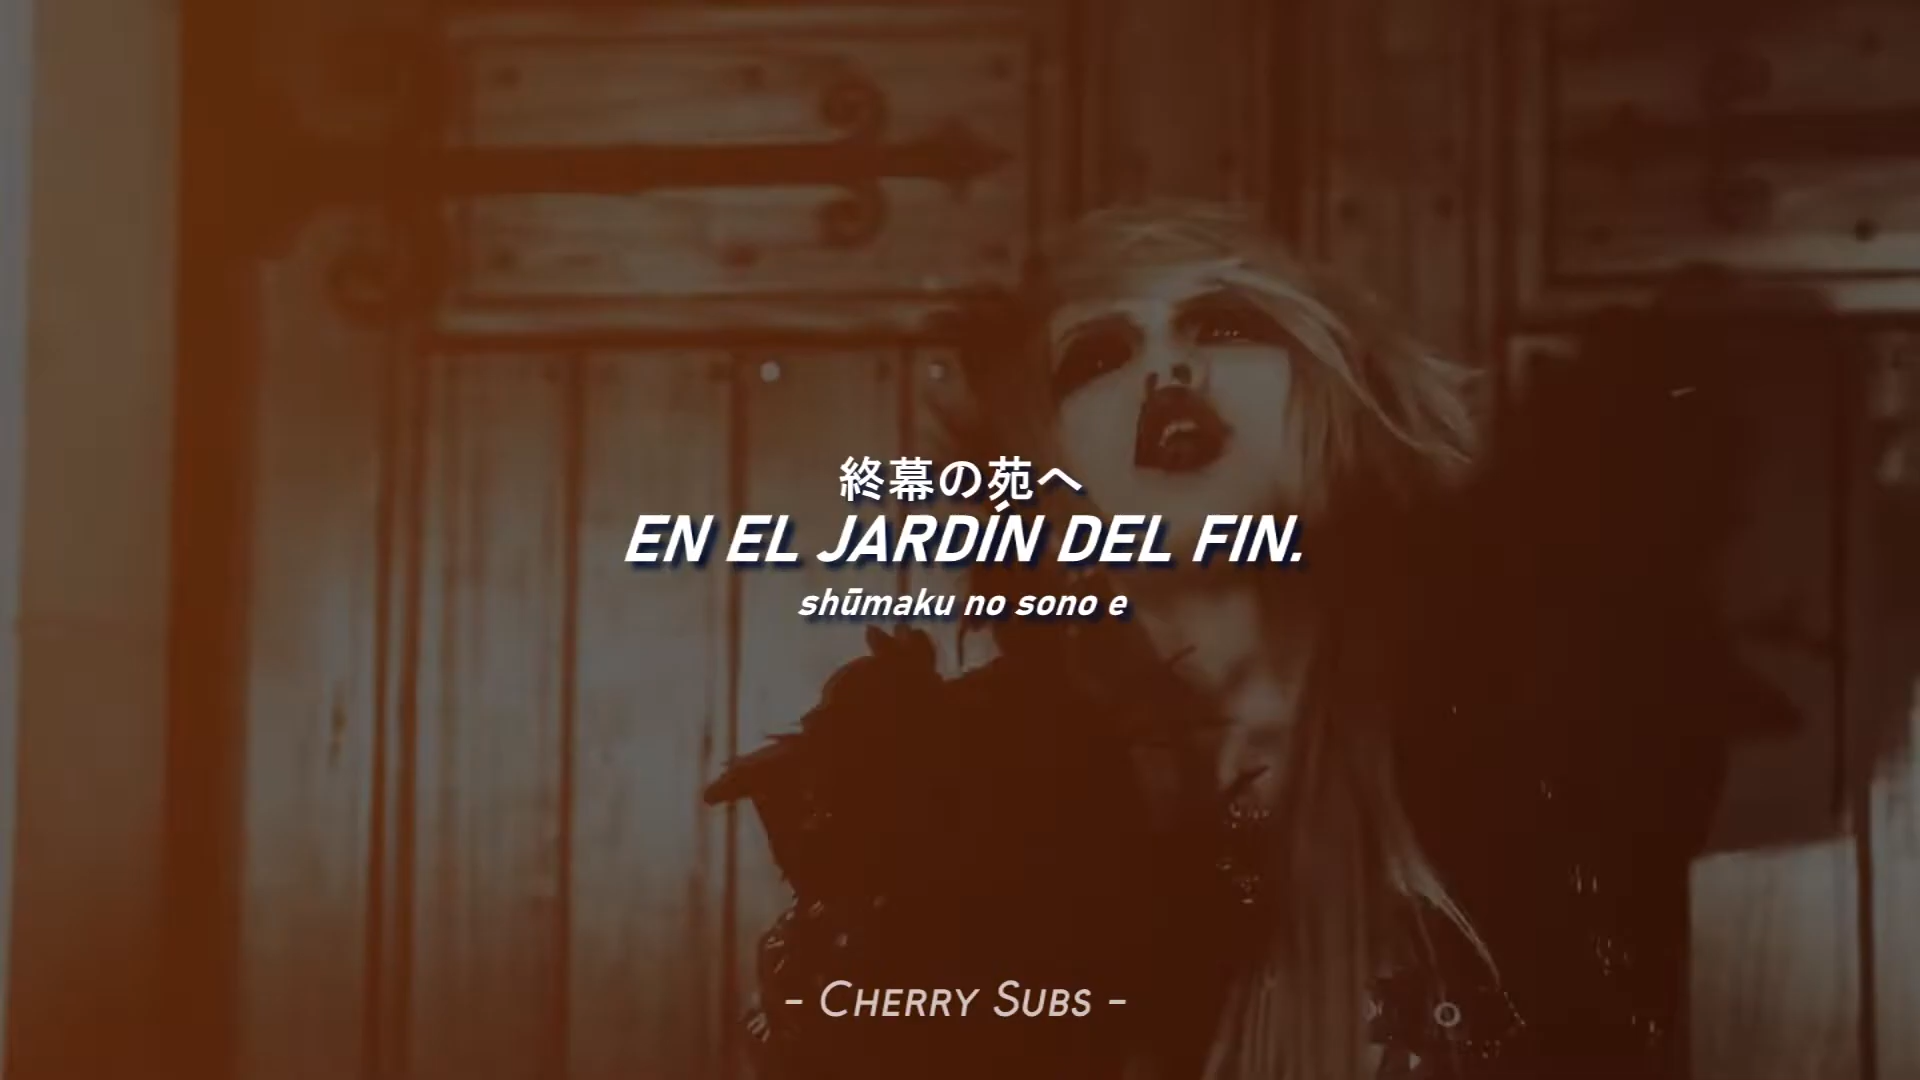 終幕の苑へ
EN EL JARDÍN DEL FIN.
shūmaku no sono e
- CHERRY SUBS -